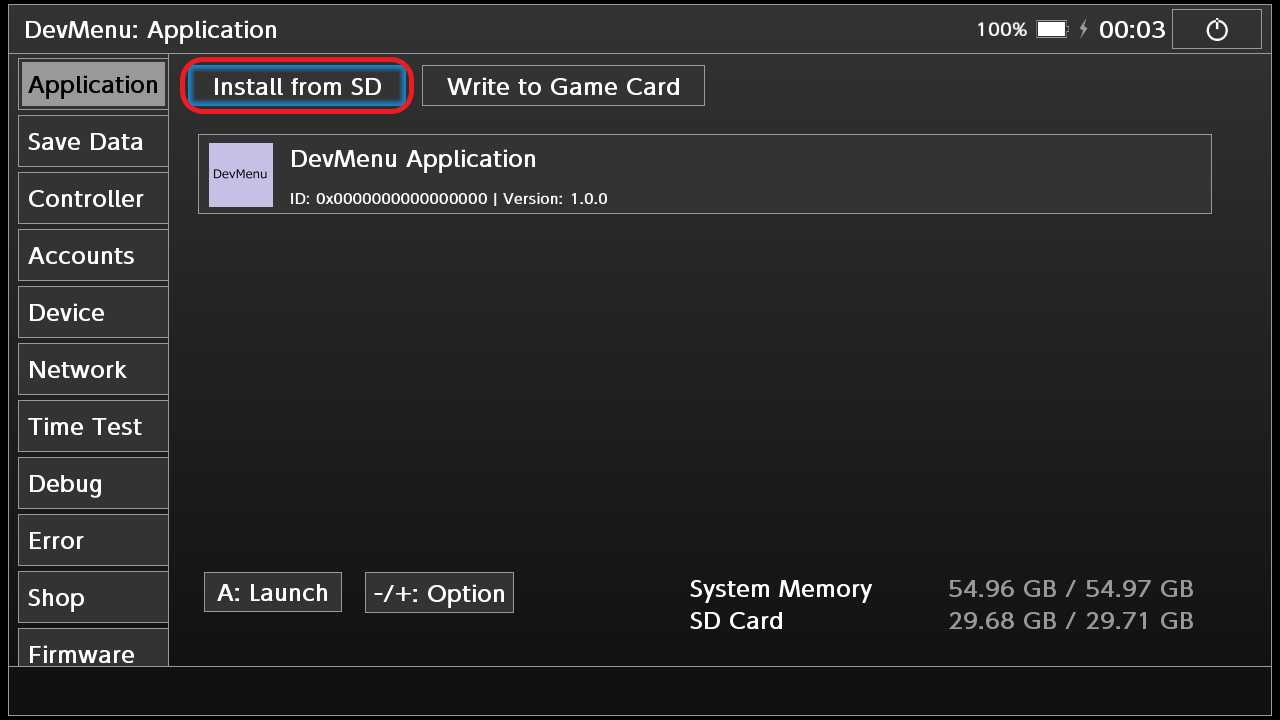 DevMenu: Application
100%
00:03
Application
Install from SD
Write to Game Card
Save Data
Controller
Accounts
Device
Network
Time Test
Debug
Error
Shop
Firmware
DevMenu
DevMenu Application
ID: 0x0000000000000000 | Version: 1.0.0
A: Launch
-/+: Option
System Memory 54.96 GB / 54.97 GB
SD Card 29.68 GB / 29.71 GB